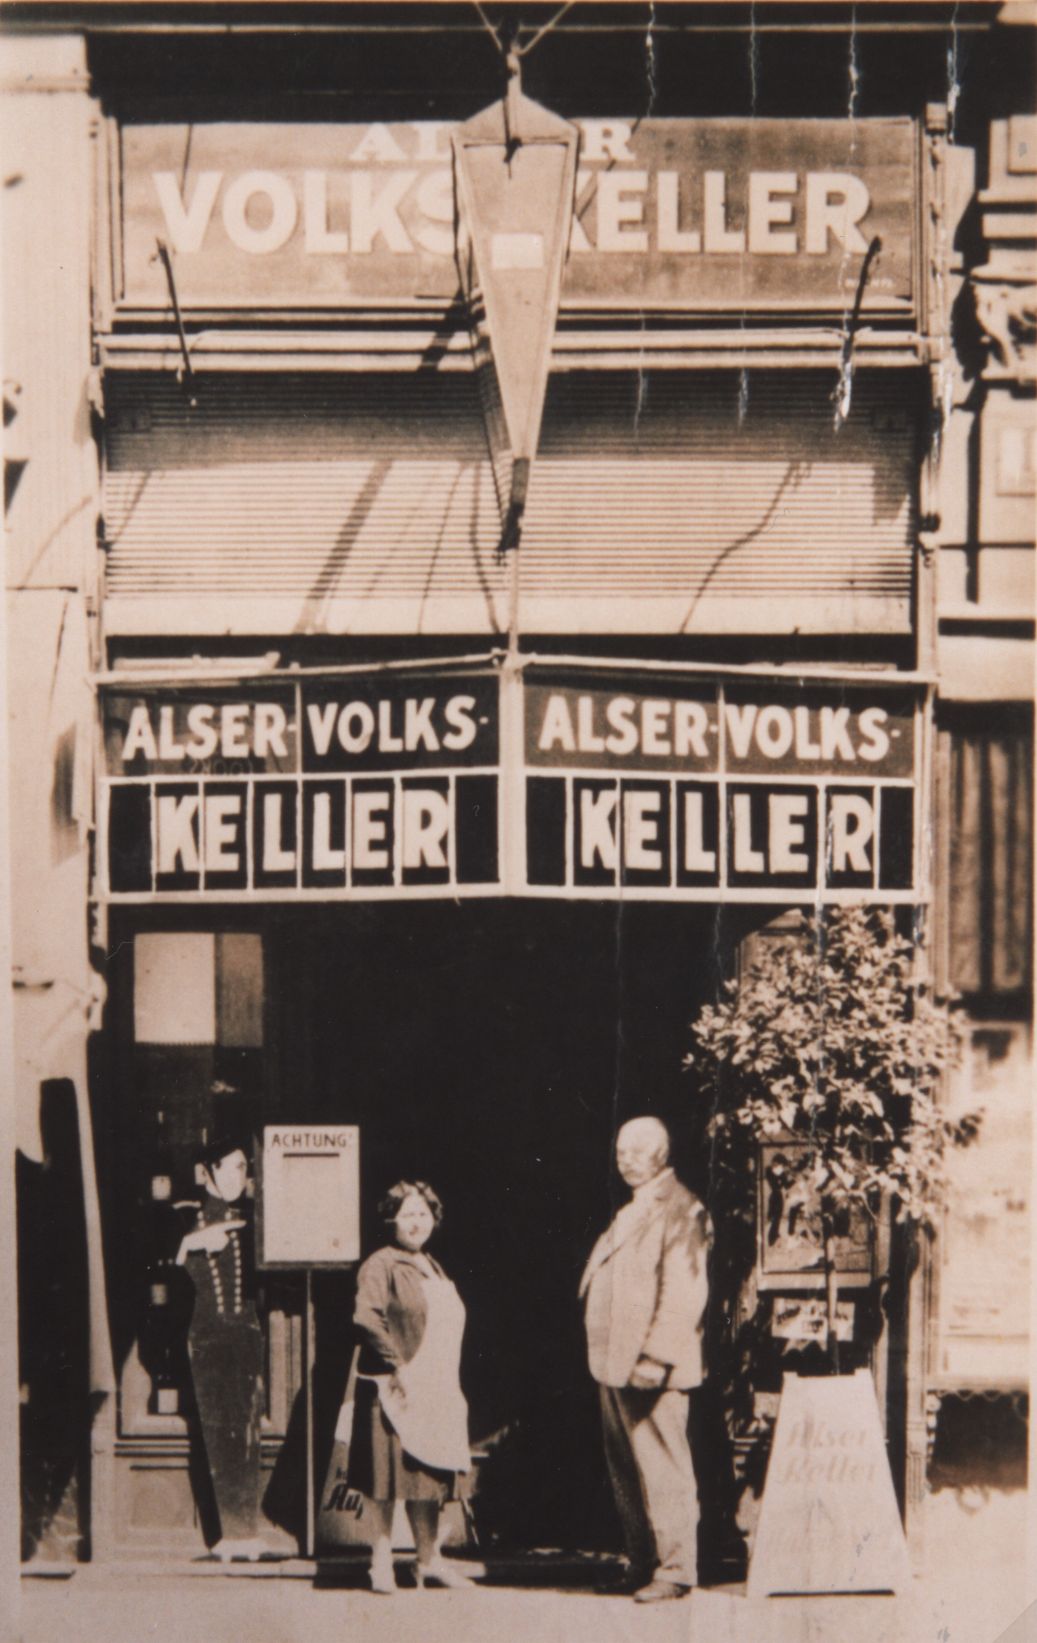 VOLKS-KELLER
ALSER-VOLKS-
KELLER
ALSER-VOLKS-
KELLER
ACHTUNG!
Alser
Keller